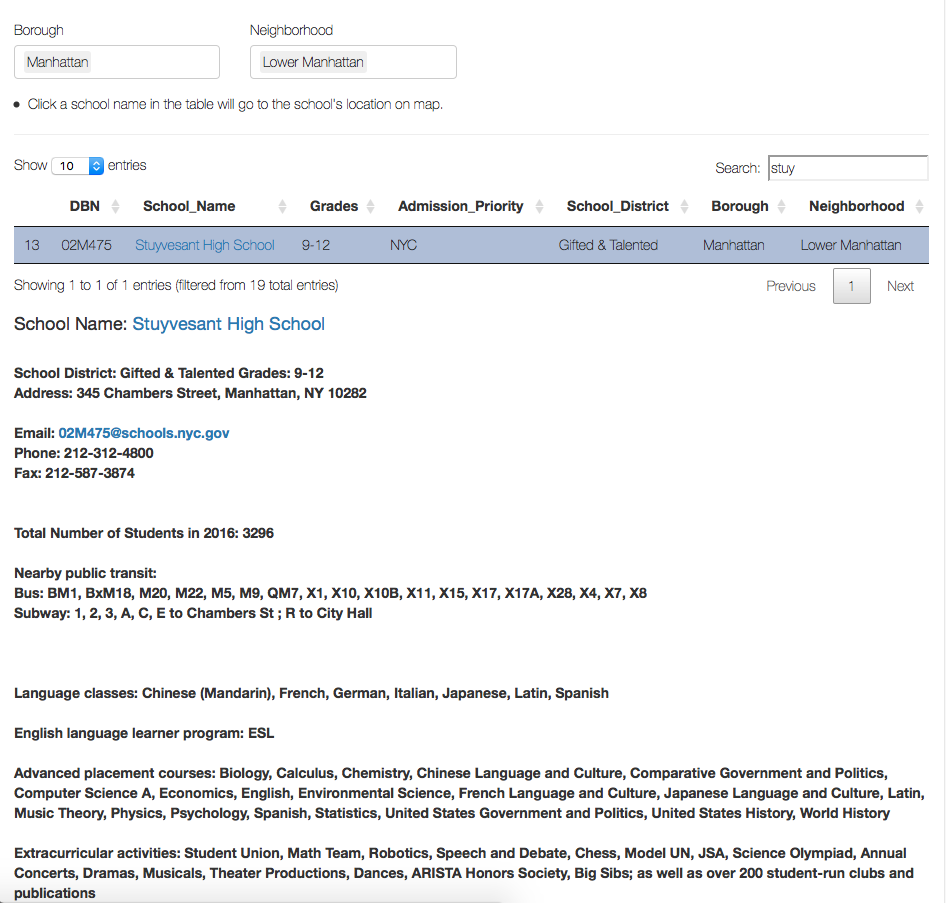 Borough Neighborhood
Manhattan Lower Manhattan
• Click a school name in the table will go to the school's location on map.
Show 10 entries Search: stuy
DBN School_Name Grades Admission_Priority School_District Borough Neighborhood
13 02M475 Stuyvesant High School 9-12 NYC Gifted & Talented Manhattan Lower Manhattan
Showing 1 to 1 of 1 entries (filtered from 19 total entries) Previous 1 Next
School Name: Stuyvesant High School
School District: Gifted & Talented Grades: 9-12
Address: 345 Chambers Street, Manhattan, NY 10282
Email: 02M475@schools.nyc.gov
Phone: 212-312-4800
Fax: 212-587-3874
Total Number of Students in 2016: 3296
Nearby public transit:
Bus: BM1, BxM18, M20, M22, M5, M9, QM7, X1, X10, X10B, X11, X15, X17, X17A, X28, X4, X7, X8
Subway: 1, 2, 3, A, C, E to Chambers St ; R to City Hall
Language classes: Chinese (Mandarin), French, German, Italian, Japanese, Latin, Spanish
English language learner program: ESL
Advanced placement courses: Biology, Calculus, Chemistry, Chinese Language and Culture, Comparative Government and Politics,
Computer Science A, Economics, English, Environmental Science, French Language and Culture, Japanese Language and Culture, Latin,
Music Theory, Physics, Psychology, Spanish, Statistics, United States Government and Politics, United States History, World History
Extracurricular activities: Student Union, Math Team, Robotics, Speech and Debate, Chess, Model UN, JSA, Science Olympiad, Annual
Concerts, Dramas, Musicals, Theater Productions, Dances, ARISTA Honors Society, Big Sibs; as well as over 200 student-run clubs and
publications